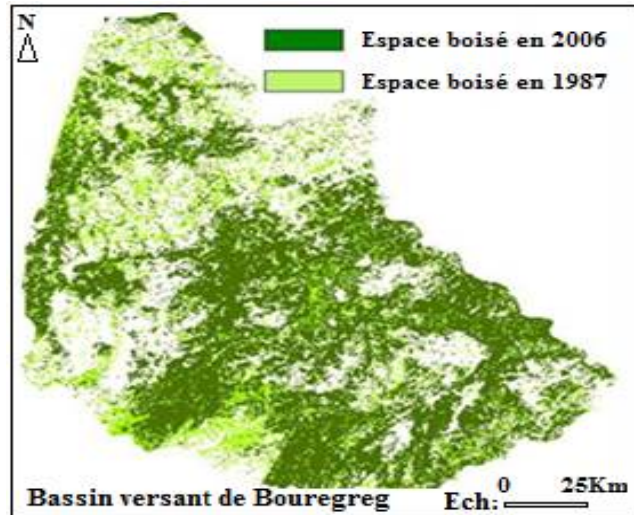 N
Espace boisé en 2006
Espace boisé en 1987
Bassin versant de Bouregreg
Ech: 0 25Km